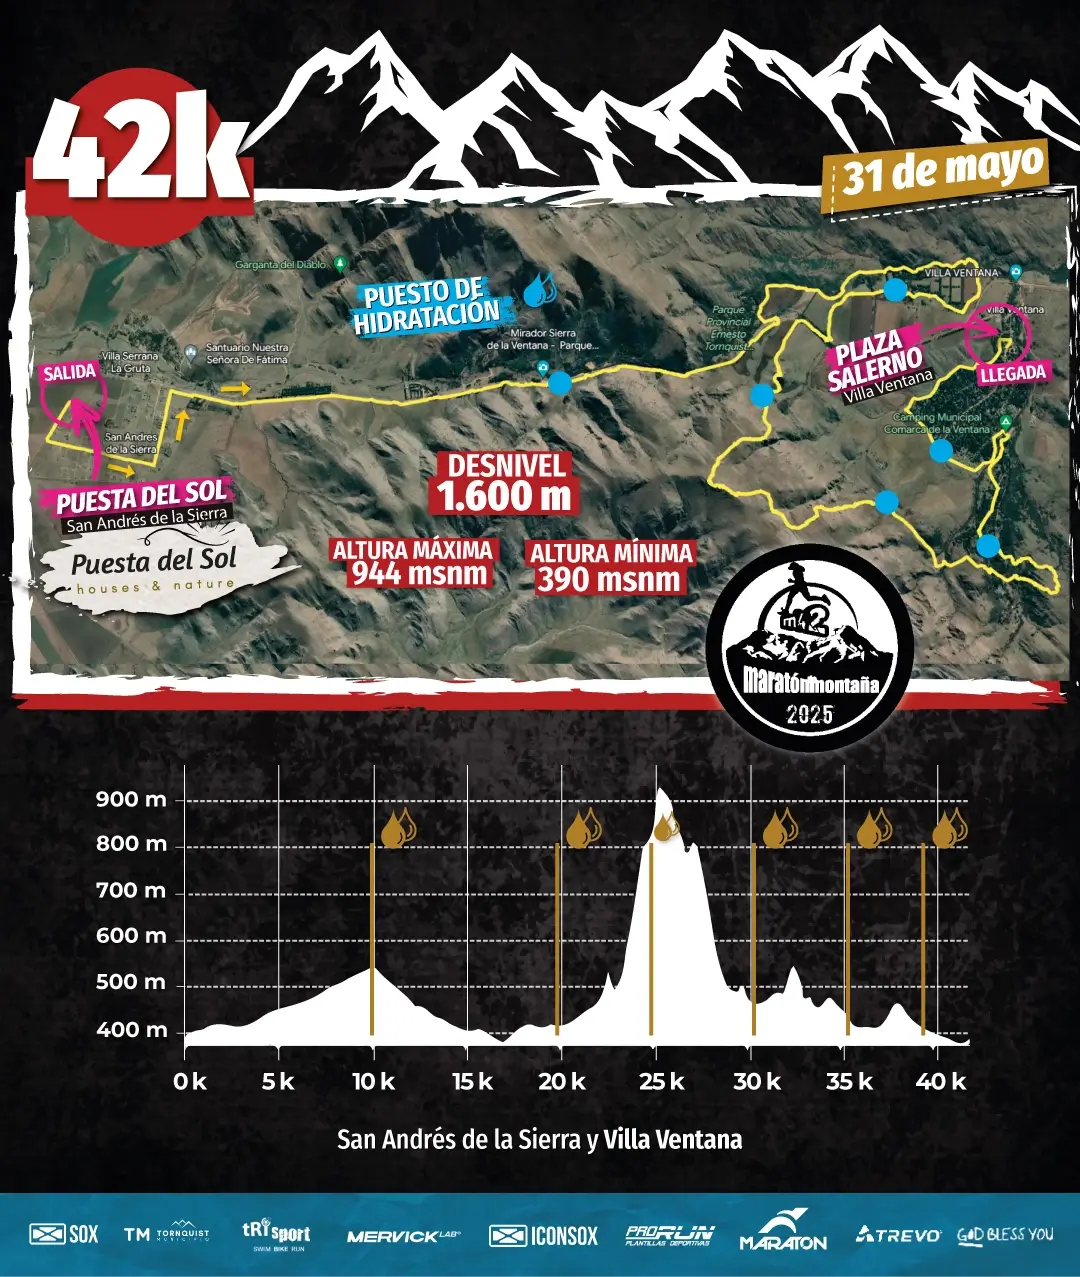 42k
31 de mayo
Garganta del Diablo
PUESTO DE
HIDRATACIÓN
VILLA VENTANA
Villa Ventana
Parque
Provincial
Ernesto
Tornquist...
Mirador Sierra
de la Ventana - Parque...
Santuario Nuestra
Señora De Fátima
Villa Serrana
La Gruta
SALIDA
PLAZA
SALERNO
Villa Ventana
LLEGADA
Camping Municipal
Comarca de la Ventana
San Andres
de la Sierra
DESNIVEL
1.600 m
PUESTA DEL SOL
San Andrés de la Sierra
Puesta del Sol
houses & nature
ALTURA MÁXIMA
944 msnm
ALTURA MÍNIMA
390 msnm
m42
maratónmontaña
2025
900 m
800 m
700 m
600 m
500 m
400 m
0 k 5 k 10 k 15 k 20 k 25 k 30 k 35 k 40 k
San Andrés de la Sierra y Villa Ventana
SOX
TM TORNQUIST
MUNICIPIO
tRi sport
SWIM BIKE RUN
MERVICK LAB®
ICONSOX
PRORUN
PLANTILLAS DEPORTIVAS
MARATON
ATREVO
GOD BLESS YOU